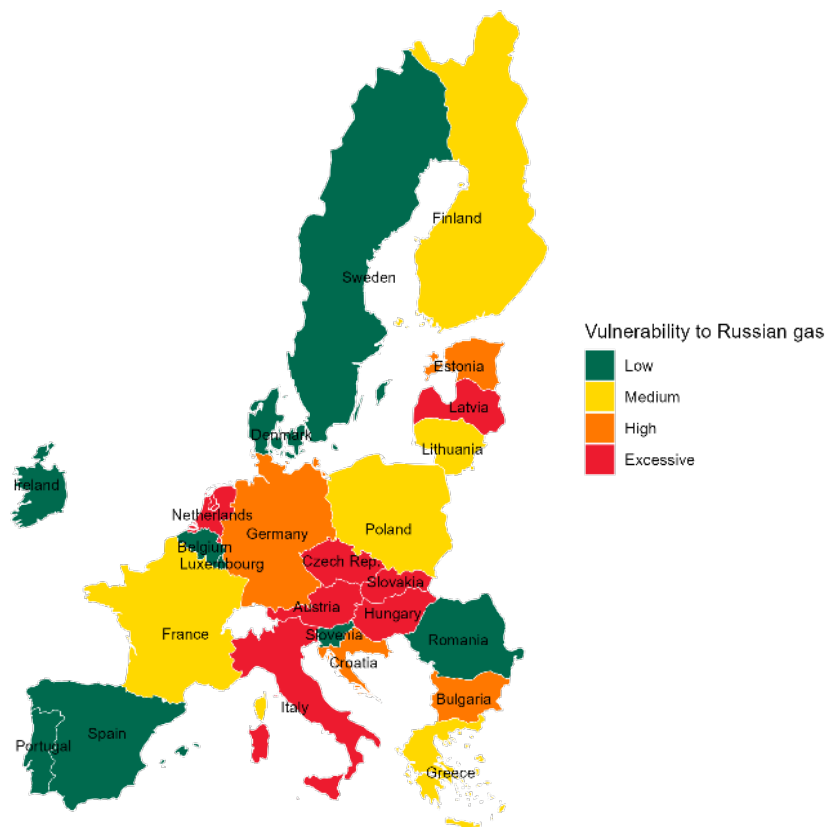 Finland
Sweden
Vulnerability to Russian gas
Low
Medium
High
Excessive
Estonia
Latvia
Lithuania
Denmark
Ireland
Netherlands
Germany
Poland
Belgium
Luxembourg
Czech Rep.
Slovakia
Austria
Hungary
France
Slovenia
Romania
Croatia
Bulgaria
Italy
Spain
Portugal
Greece